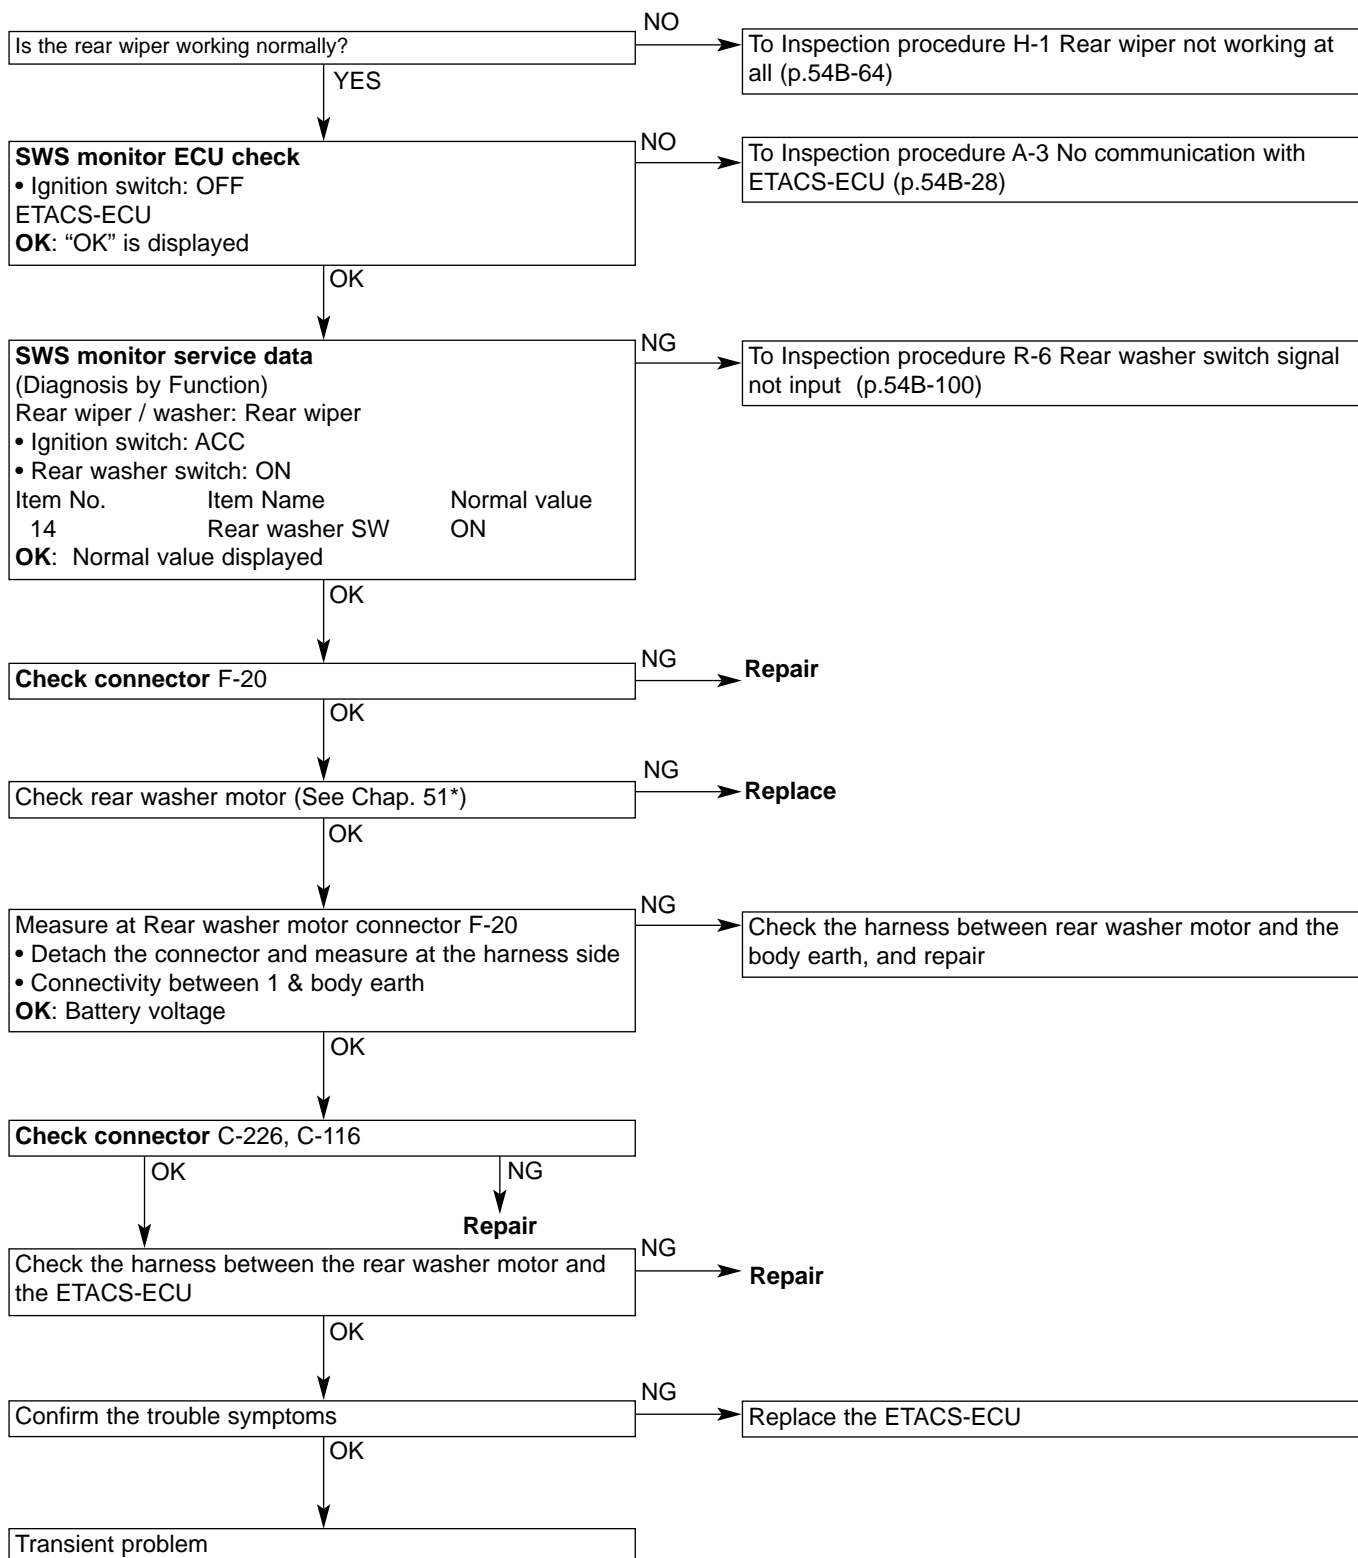 NO
Is the rear wiper working normally?
To Inspection procedure H-1 Rear wiper not working at
all (p.54B-64)
YES
SWS monitor ECU check
• Ignition switch: OFF
ETACS-ECU
OK: “OK” is displayed
NO
To Inspection procedure A-3 No communication with
ETACS-ECU (p.54B-28)
OK
SWS monitor service data
(Diagnosis by Function)
Rear wiper / washer: Rear wiper
• Ignition switch: ACC
• Rear washer switch: ON
Item No. Item Name Normal value
14 Rear washer SW ON
OK: Normal value displayed
NG
To Inspection procedure R-6 Rear washer switch signal
not input (p.54B-100)
OK
Check connector F-20
NG
Repair
OK
Check rear washer motor (See Chap. 51*)
NG
Replace
OK
Measure at Rear washer motor connector F-20
• Detach the connector and measure at the harness side
• Connectivity between 1 & body earth
OK: Battery voltage
NG
Check the harness between rear washer motor and the
body earth, and repair
OK
Check connector C-226, C-116
OK
NG
Repair
Check the harness between the rear washer motor and
the ETACS-ECU
NG
Repair
OK
Confirm the trouble symptoms
NG
Replace the ETACS-ECU
OK
Transient problem